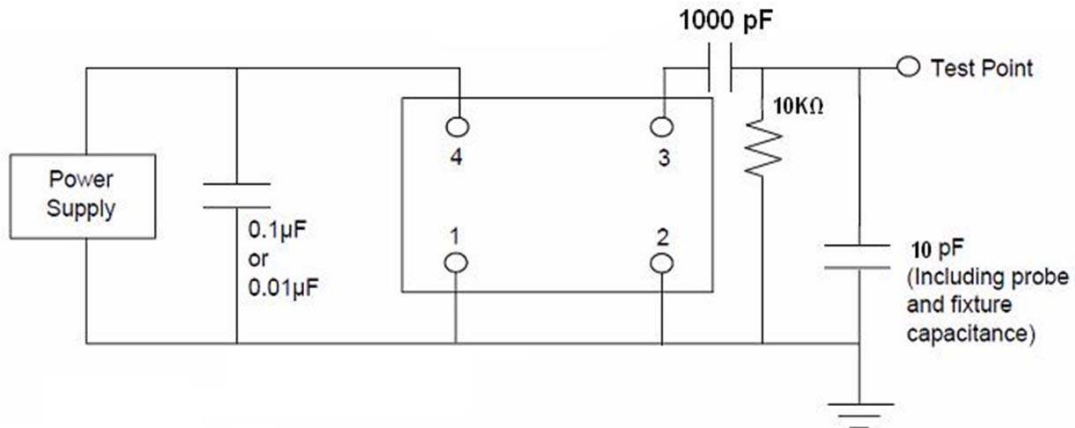 1000 pF
Test Point
10KΩ
4
3
Power
Supply
0.1µF
or
0.01µF
1
2
10 pF
(Including probe
and fixture
capacitance)